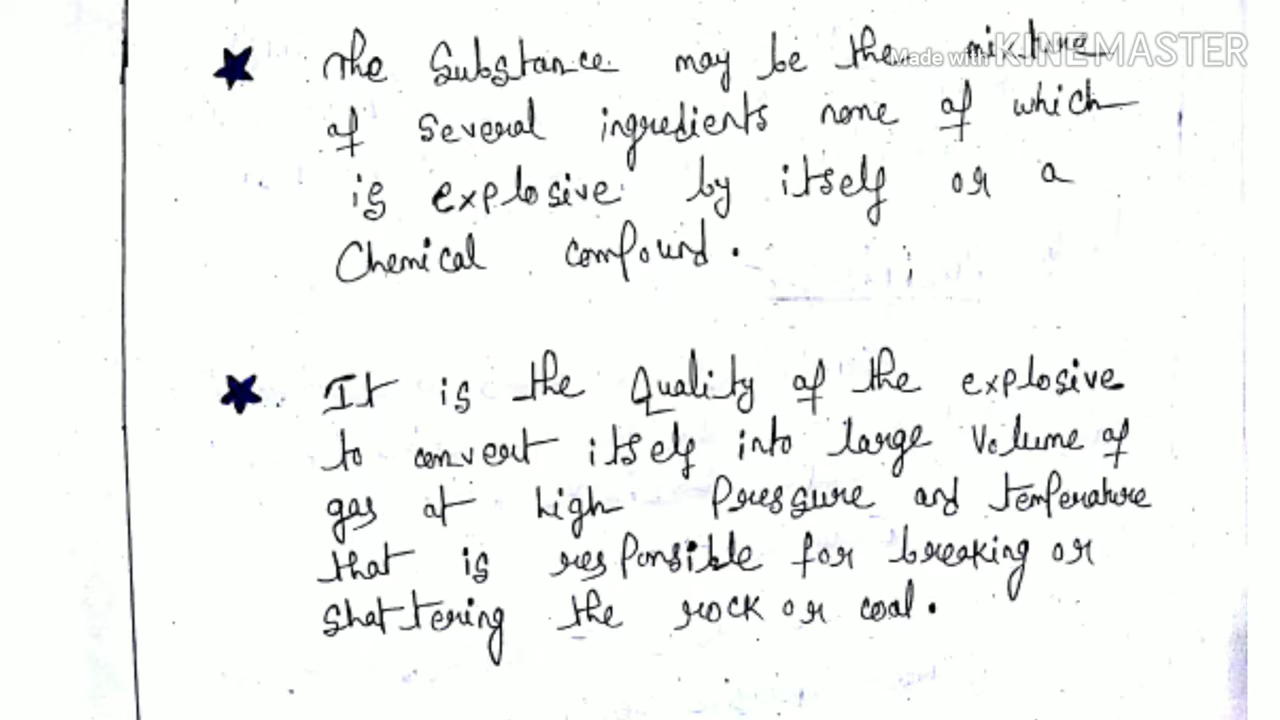 Made with KINEMASTER
★ The Substance may be the mixture
of several ingredients none of which
is explosive by itself or a
Chemical compound.
★ It is the Quality of the explosive
to convert itself into large volume of
gas at high Pressure and temperature
that is responsible for breaking or
shattering the rock or coal.